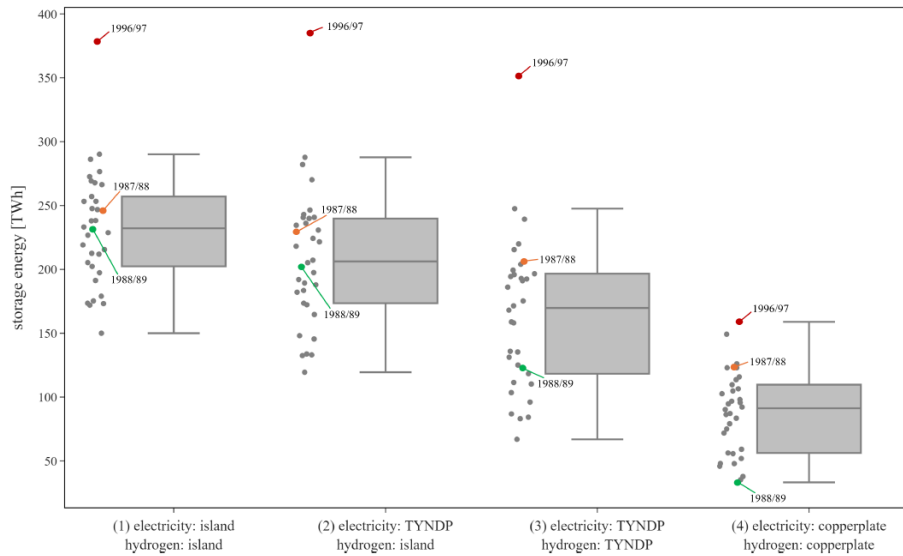 400
350
300
250
200
150
100
50
storage energy [TWh]
1996/97
1987/88
1988/89
1996/97
1987/88
1988/89
1996/97
1987/88
1988/89
1996/97
1987/88
1988/89
(1) electricity: island
hydrogen: island
(2) electricity: TYNDP
hydrogen: island
(3) electricity: TYNDP
hydrogen: TYNDP
(4) electricity: copperplate
hydrogen: copperplate